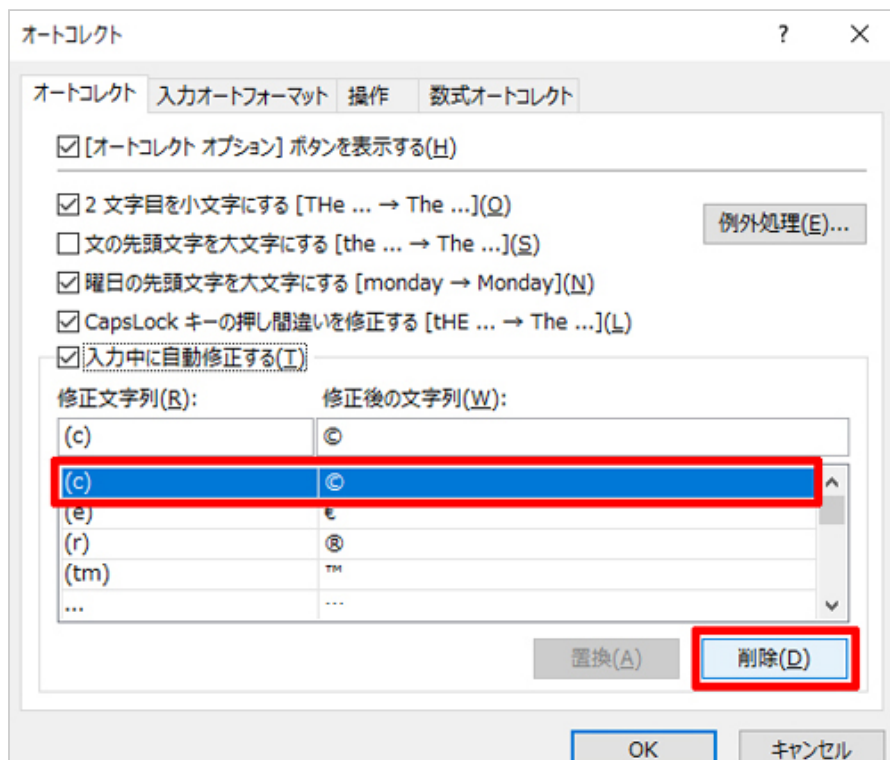 オートコレクト ? ×
オートコレクト 入力オートフォーマット 操作 数式オートコレクト
[オートコレクト オプション] ボタンを表示する(H)
2 文字目を小文字にする [THe ... → The ...](O)
例外処理(E)...
文の先頭文字を大文字にする [the ... → The ...](S)
曜日の先頭文字を大文字にする [monday → Monday](N)
CapsLock キーの押し間違いを修正する [tHE ... → The ...](L)
入力中に自動修正する(T)
修正文字列(R): 修正後の文字列(W):
(c) ©
(c) ©
(e) €
(r) ®
(tm) ™
... ...
置換(A) 削除(D)
OK キャンセル